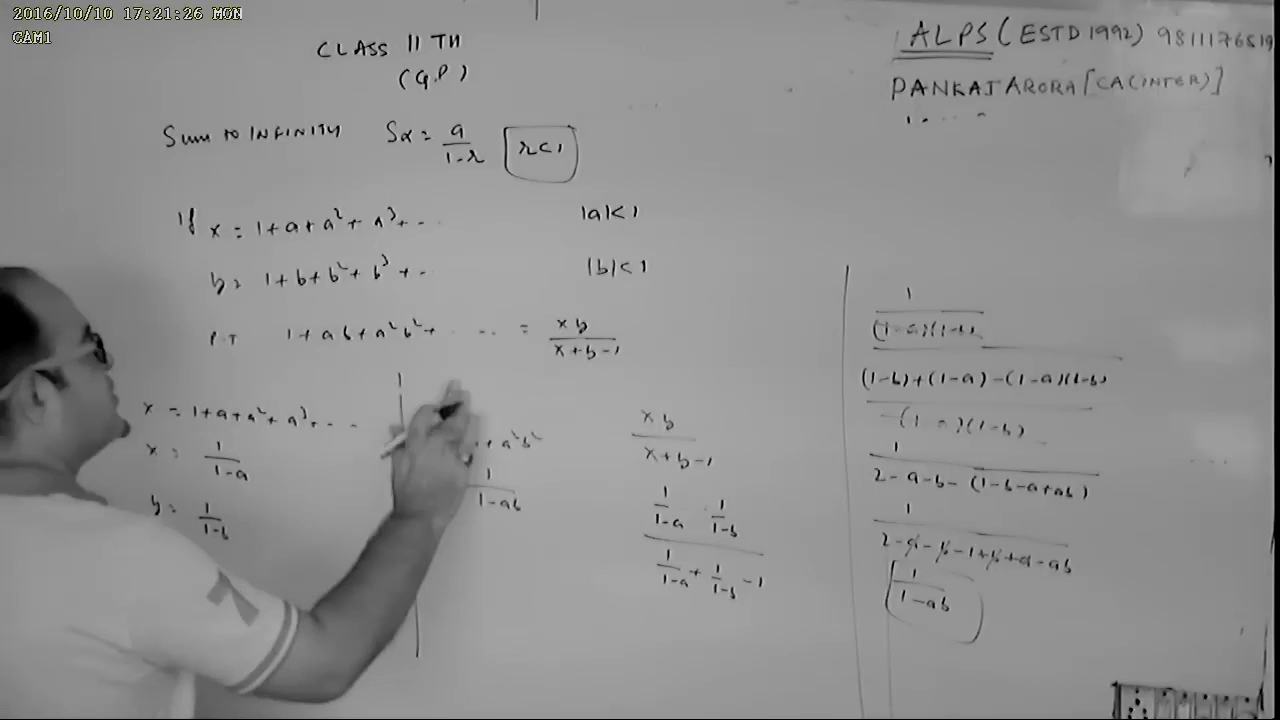 2016/10/10 17:21:26 MON
CAM1
CLASS 11 TH
(G.P)
ALPS (ESTD 1992) 98111176819
PANKAJ ARORA [CA(INTER)]
Sum to INFINITY S∝ = a/(1-r) r<1
If x = 1+a+a²+a³+.. |a|<1
y = 1+b+b²+b³+.. |b|<1
P.T 1+ab+a²b²+ .... = xy/(x+y-1)
x = 1+a+a²+a³+...
x = 1/(1-a)
y = 1/(1-b)
+a²b²
1/(1-ab)
xy/(x+y-1)
1/(1-a) 1/(1-b)
1/(1-a) + 1/(1-b) -1
1/(1-a)(1-b)
(1-b)+(1-a)-(1-a)(1-b)
(1-a)(1-b)
1
2-a-b-(1-b-a+ab)
1
2-a-b-1+b+a-ab
1/(1-ab)